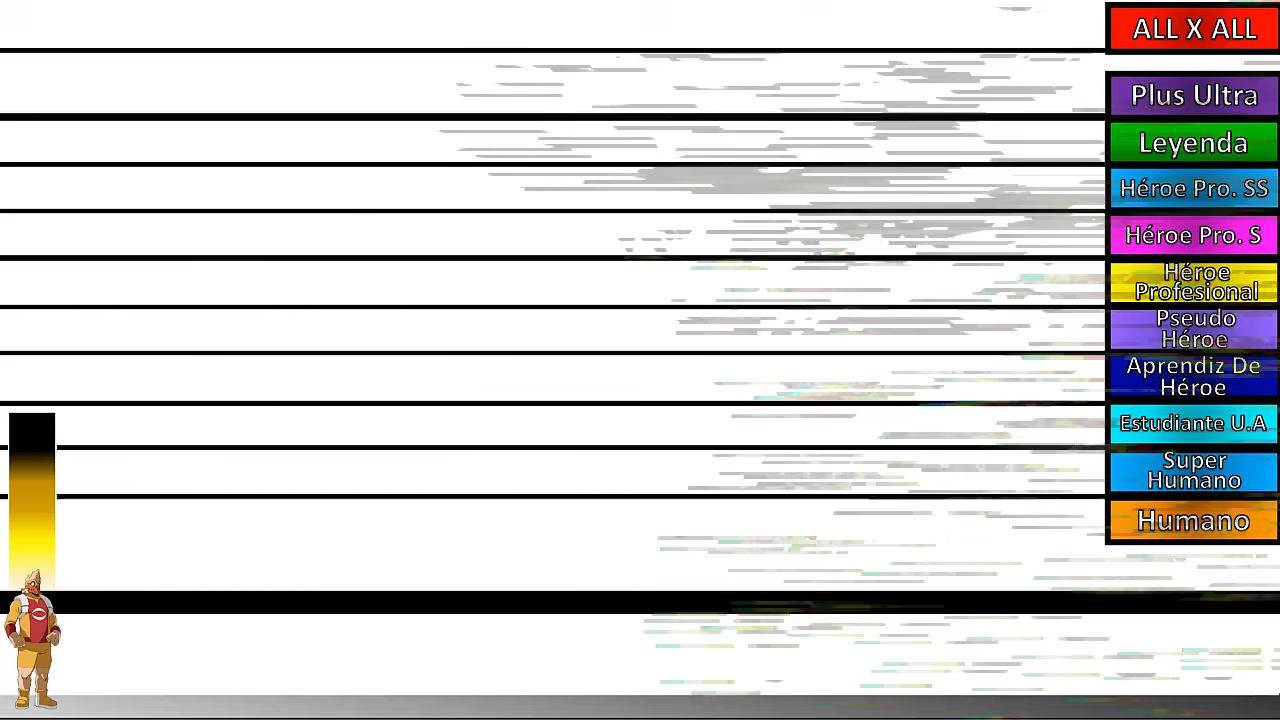 ALL X ALL
Plus Ultra
Leyenda
Héroe Pro. SS
Héroe Pro. S
Héroe
Profesional
Pseudo
Héroe
Aprendiz De
Héroe
Estudiante U.A
Super
Humano
Humano